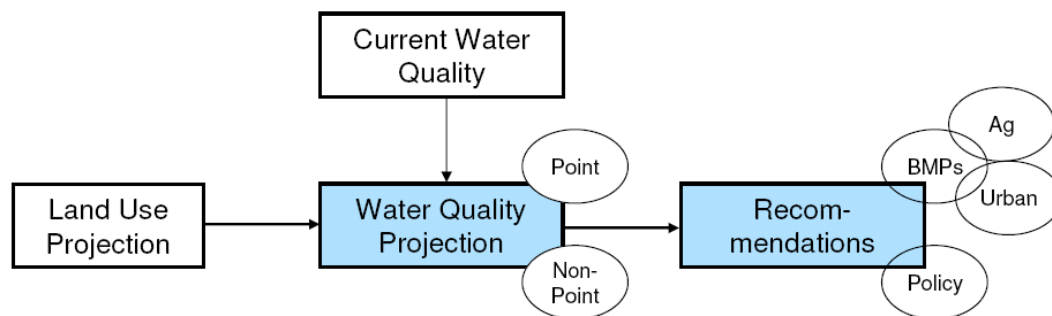 Current Water
Quality
Ag
Point
BMPs
Urban
Land Use
Projection
Water Quality
Projection
Recom-
mendations
Non-
Point
Policy